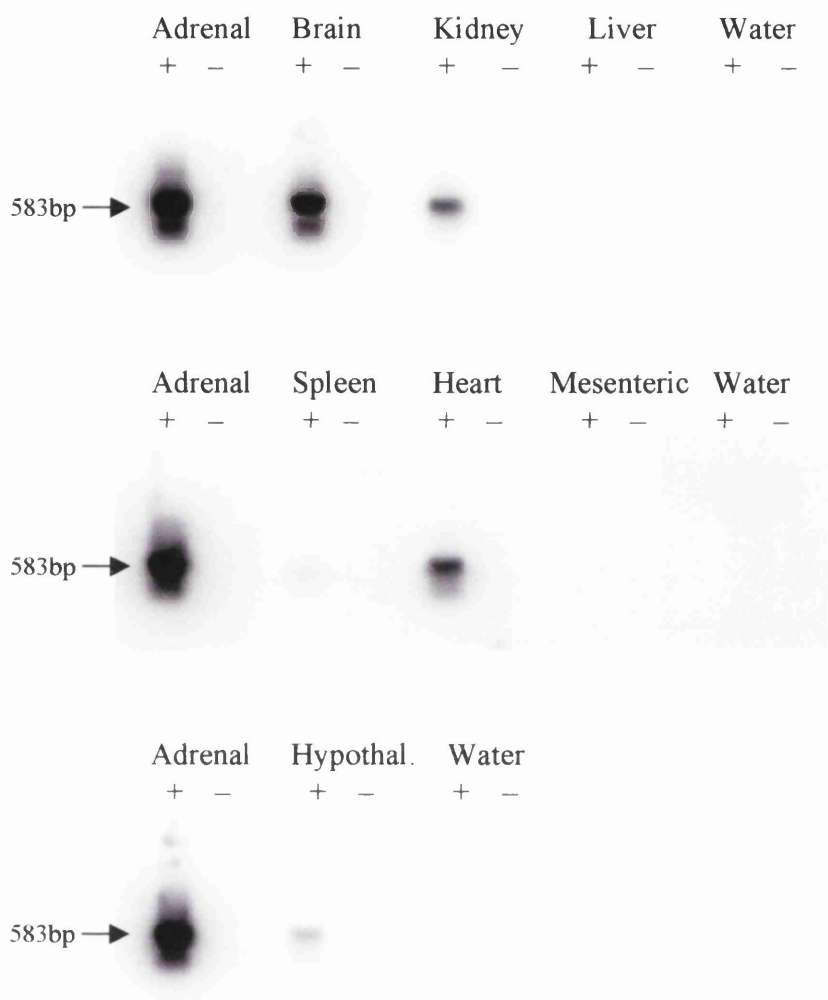 Adrenal Brain Kidney Liver Water
+ – + – + – + – + –
583bp
Adrenal Spleen Heart Mesenteric Water
+ – + – + – + – + –
583bp
Adrenal Hypothal. Water
+ – + – + –
583bp